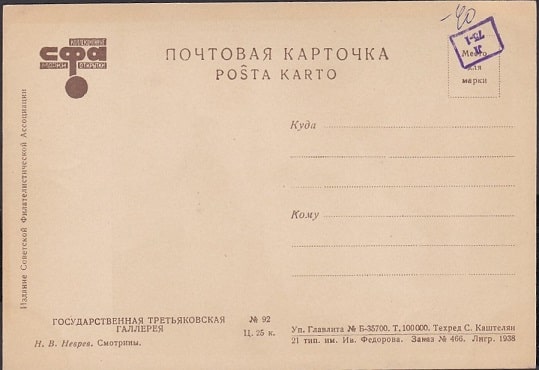 СФА
ПОЧТОВАЯ КАРТОЧКА
POŜTA KARTO
-40
Место
для
марки
Куда
Кому
Издание Советской Филателистической Ассоциации
ГОСУДАРСТВЕННАЯ ТРЕТЬЯКОВСКАЯ
ГАЛЛЕРЕЯ
Н. В. Неврев. Смотрины.
№ 92
Ц. 25 к.
Уп. Главлита № Б-35700. Т. 100000. Техред С. Каштелян
21 тип. им. Ив. Федорова. Заказ № 466. Лигр. 1938